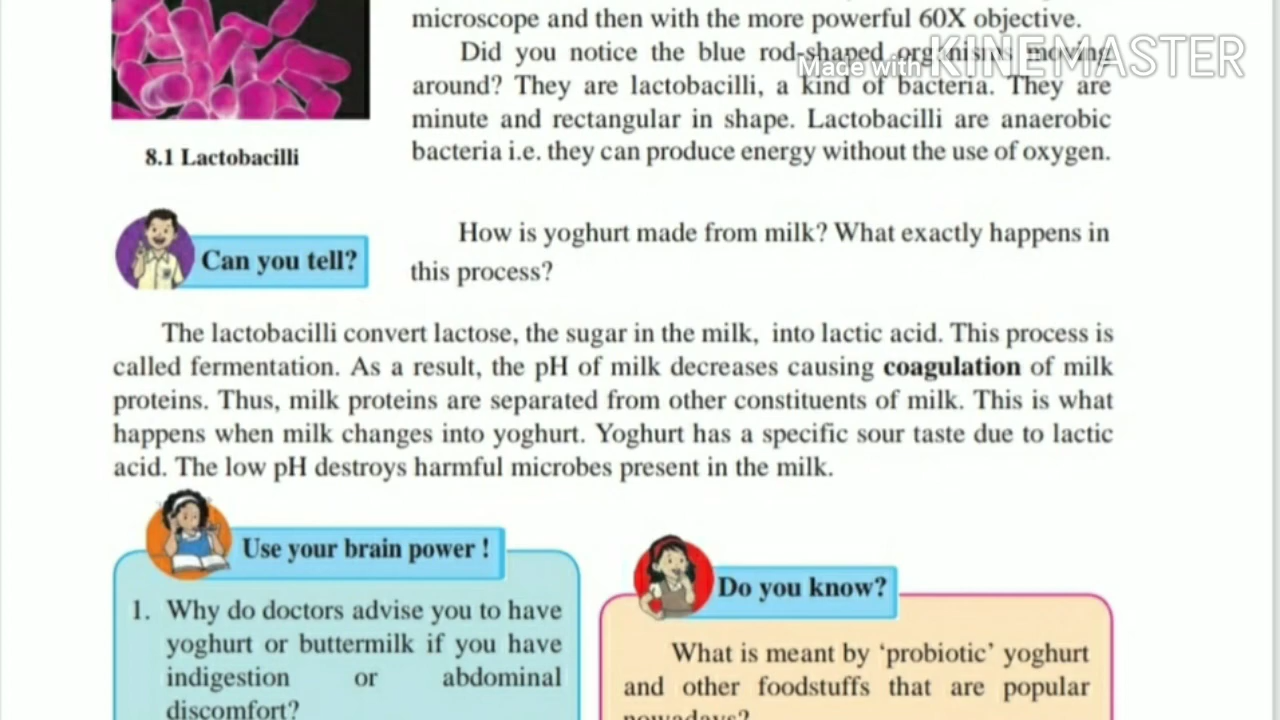 microscope and then with the more powerful 60X objective.
Did you notice the blue rod-shaped organisms moving
around? They are lactobacilli, a kind of bacteria. They are
minute and rectangular in shape. Lactobacilli are anaerobic
bacteria i.e. they can produce energy without the use of oxygen.
Made with KINEMASTER
8.1 Lactobacilli
Can you tell?
How is yoghurt made from milk? What exactly happens in
this process?
The lactobacilli convert lactose, the sugar in the milk, into lactic acid. This process is
called fermentation. As a result, the pH of milk decreases causing coagulation of milk
proteins. Thus, milk proteins are separated from other constituents of milk. This is what
happens when milk changes into yoghurt. Yoghurt has a specific sour taste due to lactic
acid. The low pH destroys harmful microbes present in the milk.
Use your brain power !
1. Why do doctors advise you to have
yoghurt or buttermilk if you have
indigestion or abdominal
discomfort?
Do you know?
What is meant by ‘probiotic’ yoghurt
and other foodstuffs that are popular
nowadays?